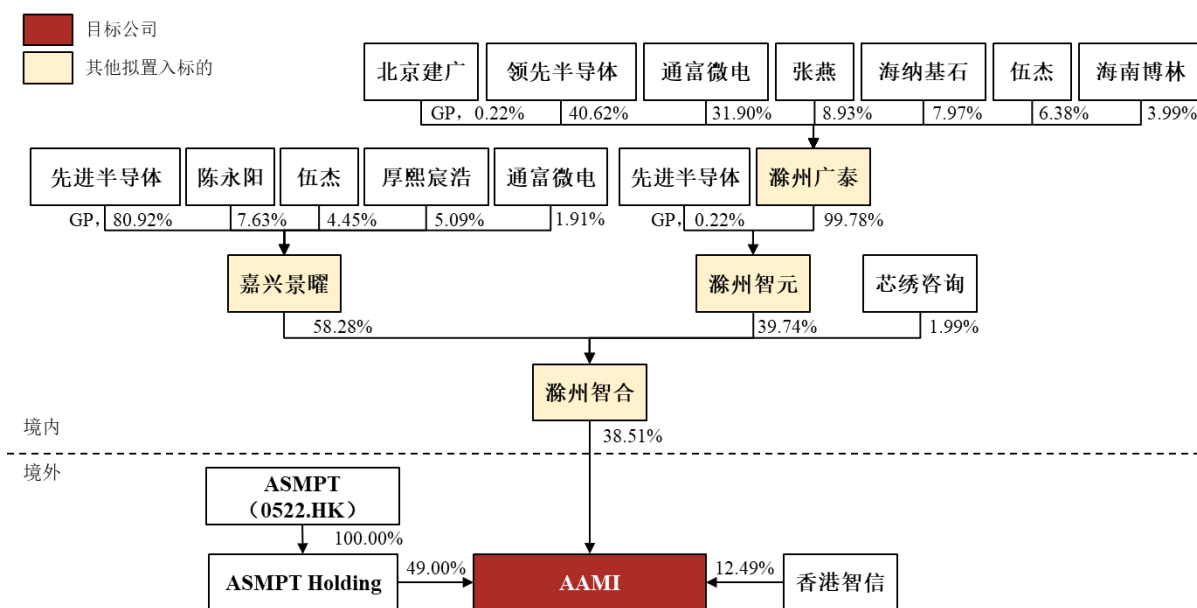 目标公司
其他拟置入标的
北京建广 领先半导体 通富微电 张燕 海纳基石 伍杰 海南博林
GP，0.22% 40.62% 31.90% 8.93% 7.97% 6.38% 3.99%
先进半导体 陈永阳 伍杰 厚熙宸浩 通富微电 先进半导体 滁州广泰
GP，80.92% 7.63% 4.45% 5.09% 1.91% GP，0.22% 99.78%
嘉兴景曜 滁州智元 芯绣咨询
58.28% 39.74% 1.99%
滁州智合
境内
38.51%
境外
ASMPT
（0522.HK）
100.00%
ASMPT Holding 49.00% AAMI 12.49% 香港智信